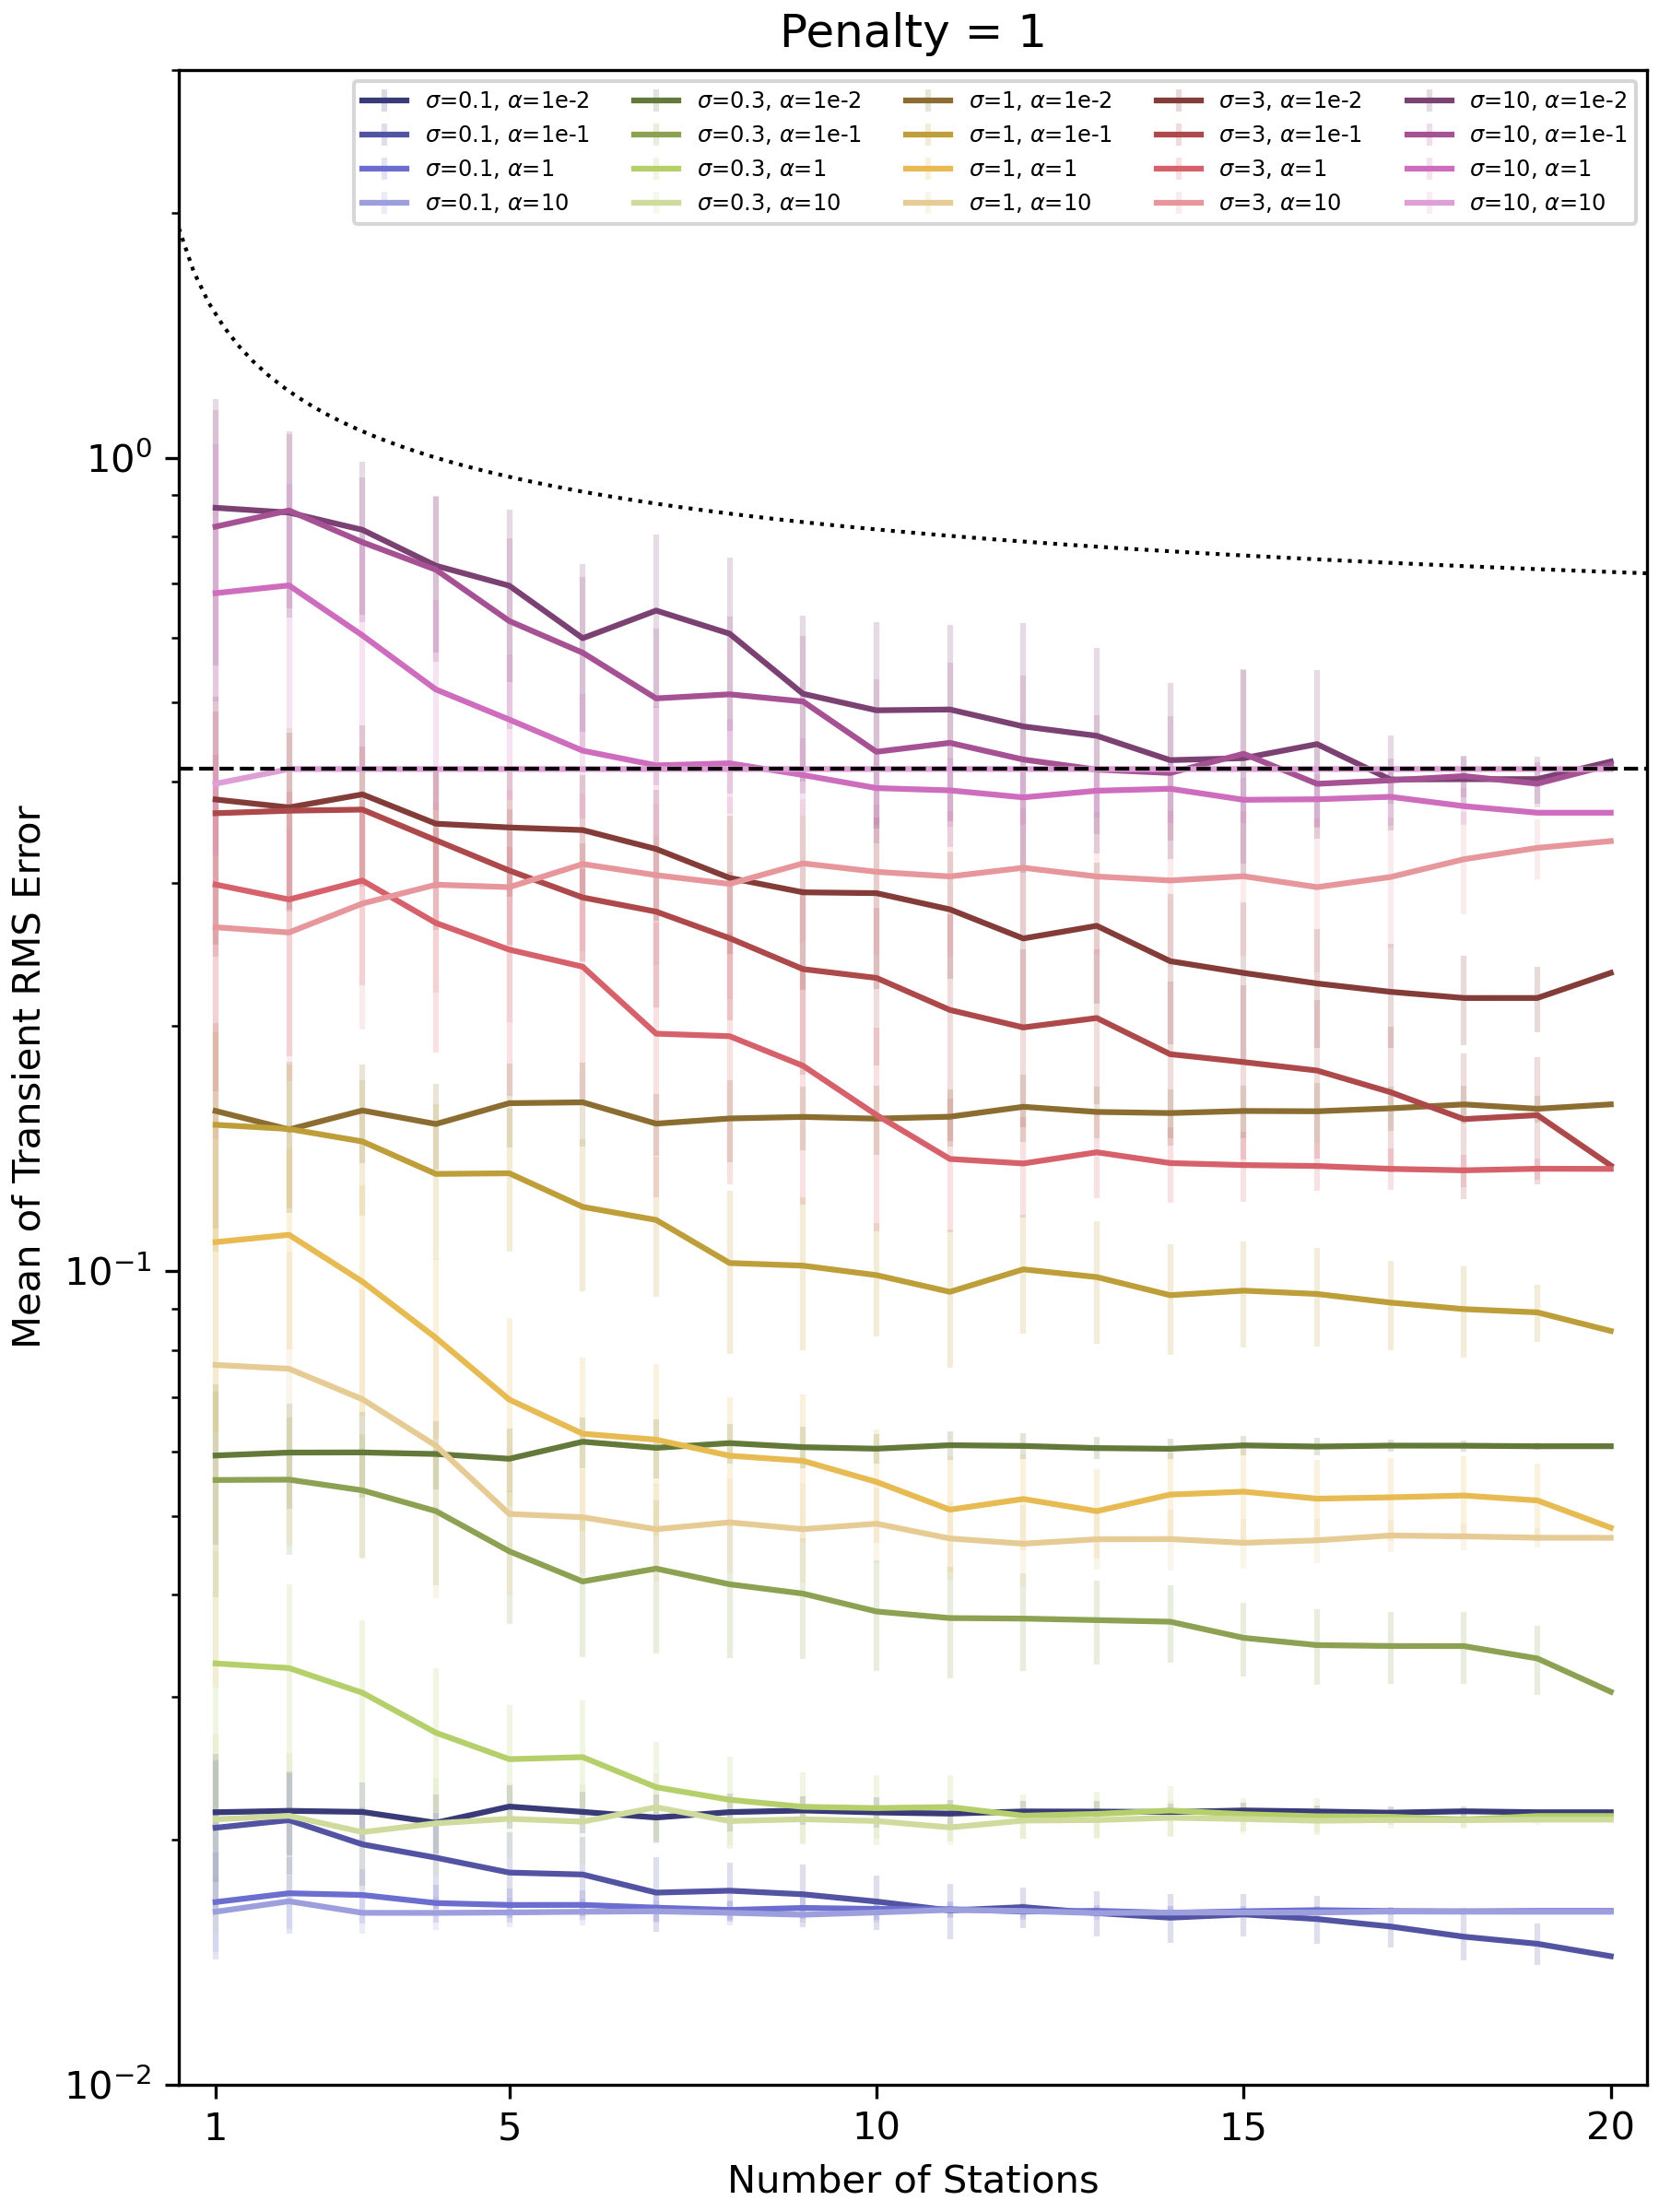 Penalty = 1
σ=0.1, α=1e-2
σ=0.1, α=1e-1
σ=0.1, α=1
σ=0.1, α=10
σ=0.3, α=1e-2
σ=0.3, α=1e-1
σ=0.3, α=1
σ=0.3, α=10
σ=1, α=1e-2
σ=1, α=1e-1
σ=1, α=1
σ=1, α=10
σ=3, α=1e-2
σ=3, α=1e-1
σ=3, α=1
σ=3, α=10
σ=10, α=1e-2
σ=10, α=1e-1
σ=10, α=1
σ=10, α=10
Mean of Transient RMS Error
10⁰
10⁻¹
10⁻²
1 5 10 15 20
Number of Stations